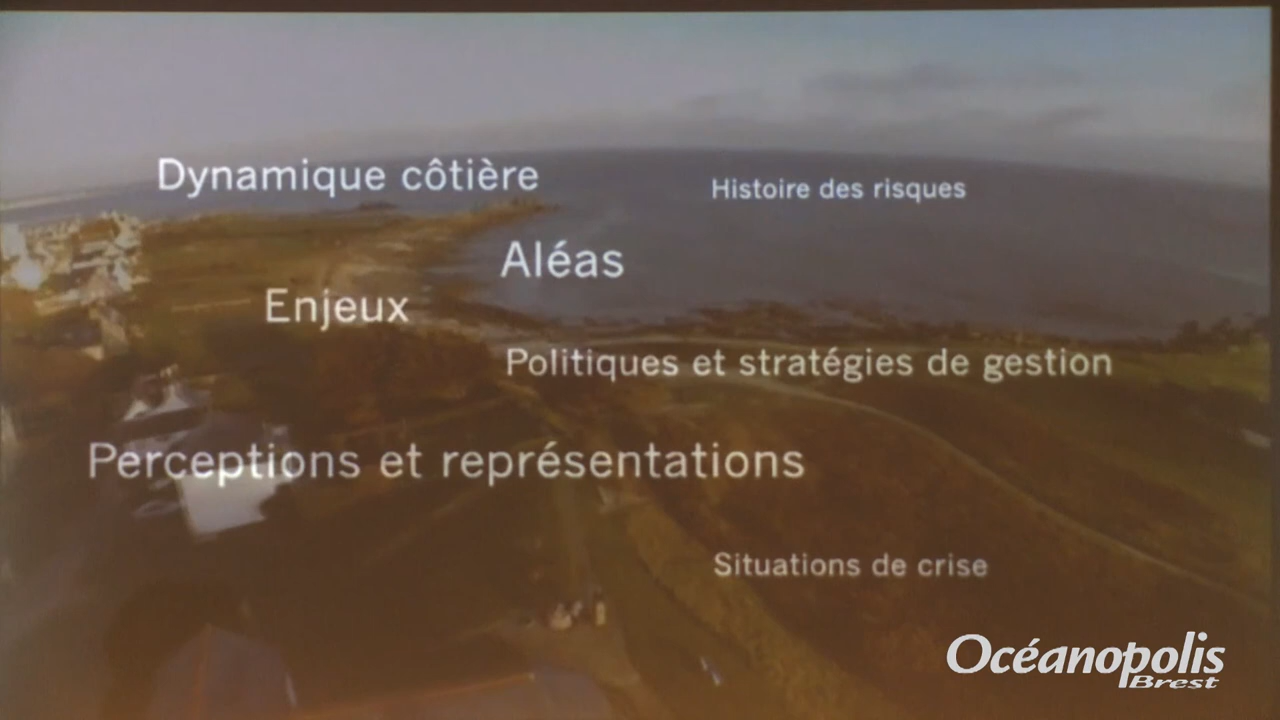 Dynamique côtière
Histoire des risques
Aléas
Enjeux
Politiques et stratégies de gestion
Perceptions et représentations
Situations de crise
Océanopolis
Brest